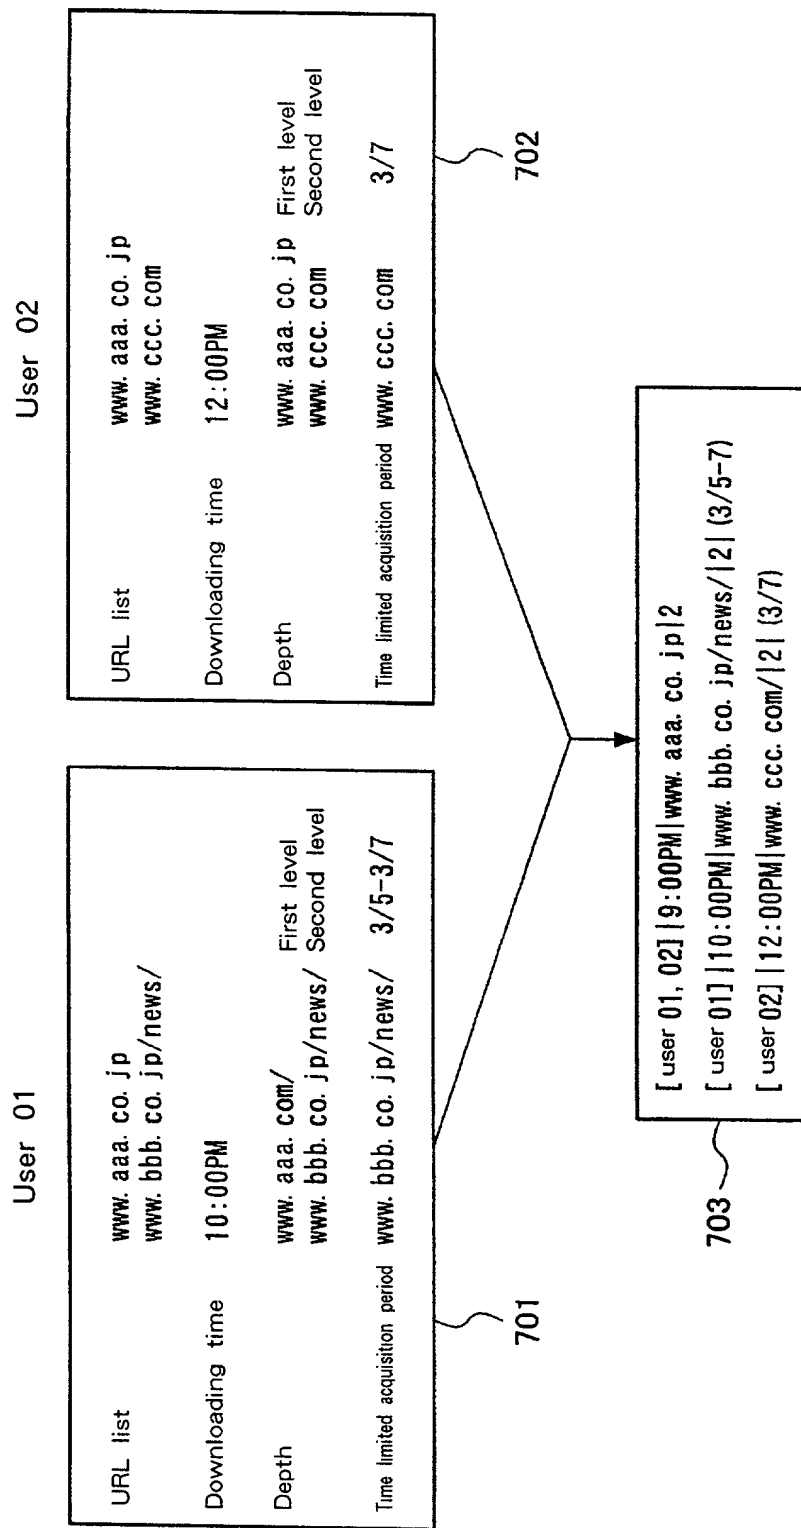 User 01
URL list www. aaa. co. jp
www. bbb. co. jp/news/
Downloading time 10:00PM
Depth www. aaa. com/ First level
www. bbb. co. jp/news/ Second level
Time limited acquisition period www. bbb. co. jp/news/ 3/5-3/7
701
User 02
URL list www. aaa. co. jp
www. ccc. com
Downloading time 12:00PM
Depth www. aaa. co. jp First level
www. ccc. com Second level
Time limited acquisition period www. ccc. com 3/7
702
[ user 01, 02] |9:00PM|www. aaa. co. jp|2
[ user 01] |10:00PM|www. bbb. co. jp/news/|2| (3/5-7)
[ user 02] |12:00PM|www. ccc. com/|2| (3/7)
703